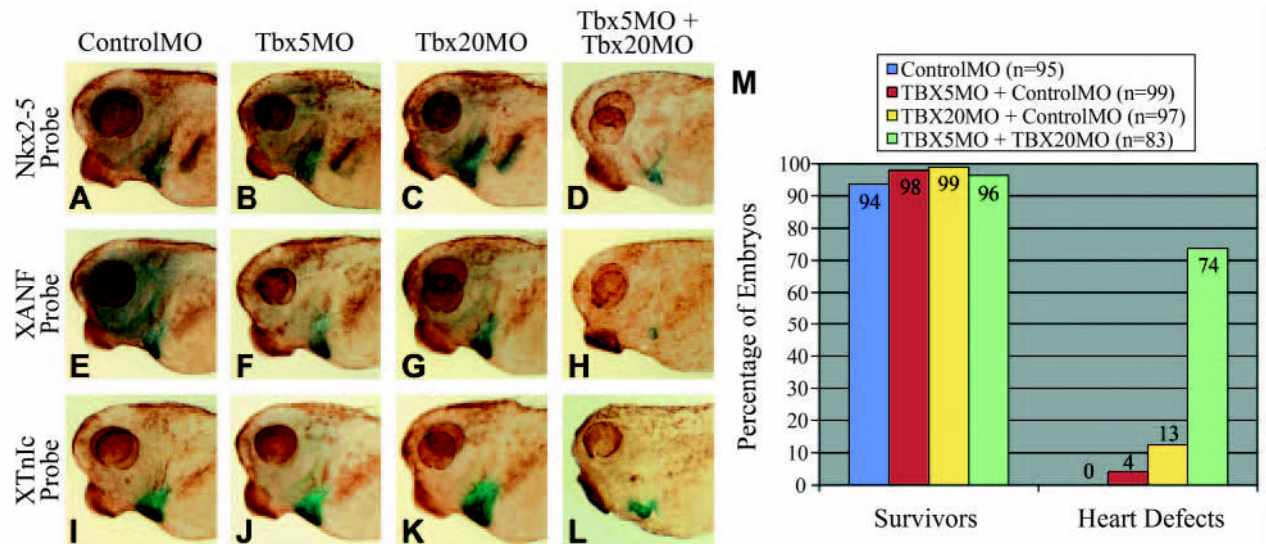 ControlMO
Tbx5MO
Tbx20MO
Tbx5MO +
Tbx20MO
Nkx2-5
Probe
A
B
C
D
XANF
Probe
E
F
G
H
XTnIc
Probe
I
J
K
L
M
ControlMO (n=95)
TBX5MO + ControlMO (n=99)
TBX20MO + ControlMO (n=97)
TBX5MO + TBX20MO (n=83)
Percentage of Embryos
100
90
80
70
60
50
40
30
20
10
0
94
98
99
96
0
4
13
74
Survivors
Heart Defects